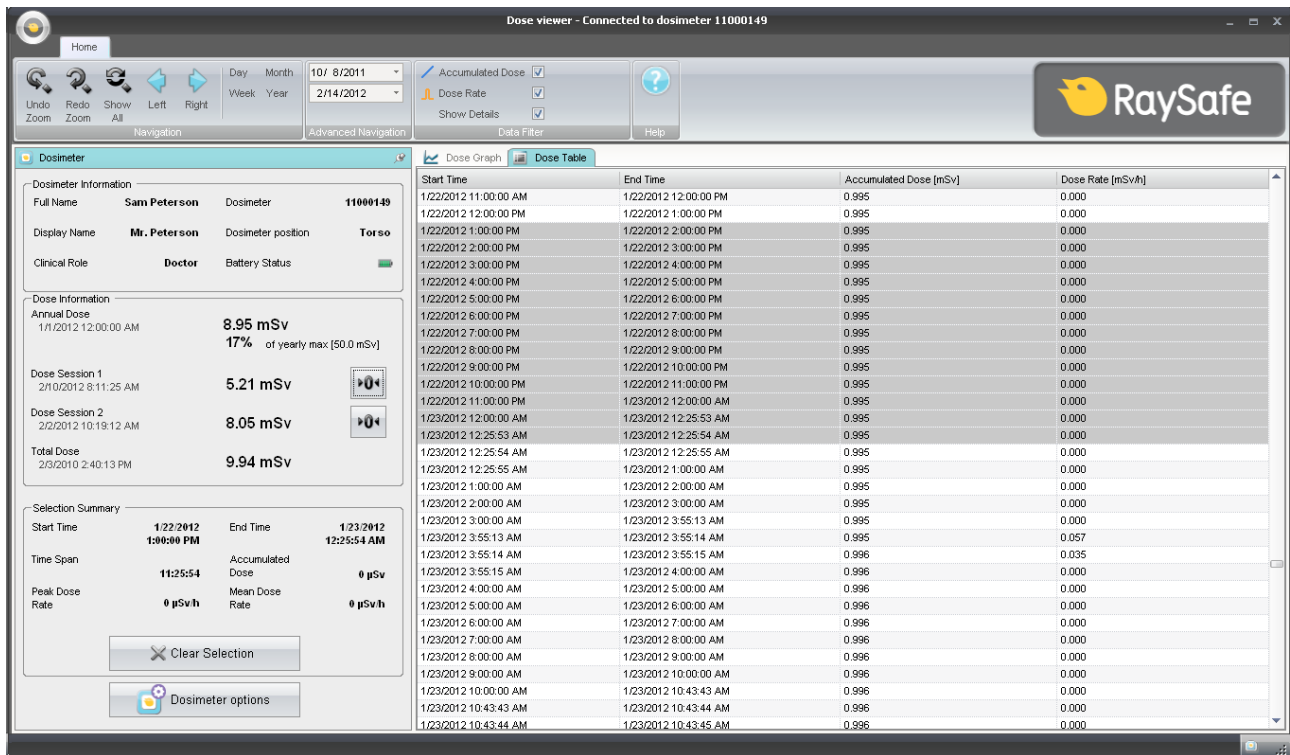 Dose viewer - Connected to dosimeter 11000149
Home
Undo Zoom
Redo Zoom
Show All
Left
Right
Day Month
Week Year
10/ 8/2011
2/14/2012
Accumulated Dose
Dose Rate
Show Details
Navigation
Advanced Navigation
Data Filter
Help
RaySafe
Dosimeter
Dosimeter Information
Full Name Sam Peterson Dosimeter 11000149
Display Name Mr. Peterson Dosimeter position Torso
Clinical Role Doctor Battery Status
Dose Information
Annual Dose
1/1/2012 12:00:00 AM 8.95 mSv
17% of yearly max [50.0 mSv]
Dose Session 1
2/10/2012 8:11:25 AM 5.21 mSv
Dose Session 2
2/2/2012 10:19:12 AM 8.05 mSv
Total Dose
2/3/2010 2:40:13 PM 9.94 mSv
Selection Summary
Start Time 1/22/2012 1:00:00 PM End Time 1/23/2012 12:25:54 AM
Time Span 11:25:54 Accumulated Dose 0 µSv
Peak Dose Rate 0 µSv/h Mean Dose Rate 0 µSv/h
Clear Selection
Dosimeter options
Dose Graph Dose Table
Start Time End Time Accumulated Dose [mSv] Dose Rate [mSv/h]
1/22/2012 11:00:00 AM 1/22/2012 12:00:00 PM 0.995 0.000
1/22/2012 12:00:00 PM 1/22/2012 1:00:00 PM 0.995 0.000
1/22/2012 1:00:00 PM 1/22/2012 2:00:00 PM 0.995 0.000
1/22/2012 2:00:00 PM 1/22/2012 3:00:00 PM 0.995 0.000
1/22/2012 3:00:00 PM 1/22/2012 4:00:00 PM 0.995 0.000
1/22/2012 4:00:00 PM 1/22/2012 5:00:00 PM 0.995 0.000
1/22/2012 5:00:00 PM 1/22/2012 6:00:00 PM 0.995 0.000
1/22/2012 6:00:00 PM 1/22/2012 7:00:00 PM 0.995 0.000
1/22/2012 7:00:00 PM 1/22/2012 8:00:00 PM 0.995 0.000
1/22/2012 8:00:00 PM 1/22/2012 9:00:00 PM 0.995 0.000
1/22/2012 9:00:00 PM 1/22/2012 10:00:00 PM 0.995 0.000
1/22/2012 10:00:00 PM 1/22/2012 11:00:00 PM 0.995 0.000
1/22/2012 11:00:00 PM 1/23/2012 12:00:00 AM 0.995 0.000
1/23/2012 12:00:00 AM 1/23/2012 12:25:53 AM 0.995 0.000
1/23/2012 12:25:53 AM 1/23/2012 12:25:54 AM 0.995 0.000
1/23/2012 12:25:54 AM 1/23/2012 12:25:55 AM 0.995 0.000
1/23/2012 12:25:55 AM 1/23/2012 1:00:00 AM 0.995 0.000
1/23/2012 1:00:00 AM 1/23/2012 2:00:00 AM 0.995 0.000
1/23/2012 2:00:00 AM 1/23/2012 3:00:00 AM 0.995 0.000
1/23/2012 3:00:00 AM 1/23/2012 3:55:13 AM 0.995 0.000
1/23/2012 3:55:13 AM 1/23/2012 3:55:14 AM 0.995 0.057
1/23/2012 3:55:14 AM 1/23/2012 3:55:15 AM 0.996 0.035
1/23/2012 3:55:15 AM 1/23/2012 4:00:00 AM 0.996 0.000
1/23/2012 4:00:00 AM 1/23/2012 5:00:00 AM 0.996 0.000
1/23/2012 5:00:00 AM 1/23/2012 6:00:00 AM 0.996 0.000
1/23/2012 6:00:00 AM 1/23/2012 7:00:00 AM 0.996 0.000
1/23/2012 7:00:00 AM 1/23/2012 8:00:00 AM 0.996 0.000
1/23/2012 8:00:00 AM 1/23/2012 9:00:00 AM 0.996 0.000
1/23/2012 9:00:00 AM 1/23/2012 10:00:00 AM 0.996 0.000
1/23/2012 10:00:00 AM 1/23/2012 10:43:43 AM 0.996 0.000
1/23/2012 10:43:43 AM 1/23/2012 10:43:44 AM 0.996 0.000
1/23/2012 10:43:44 AM 1/23/2012 10:43:45 AM 0.996 0.000